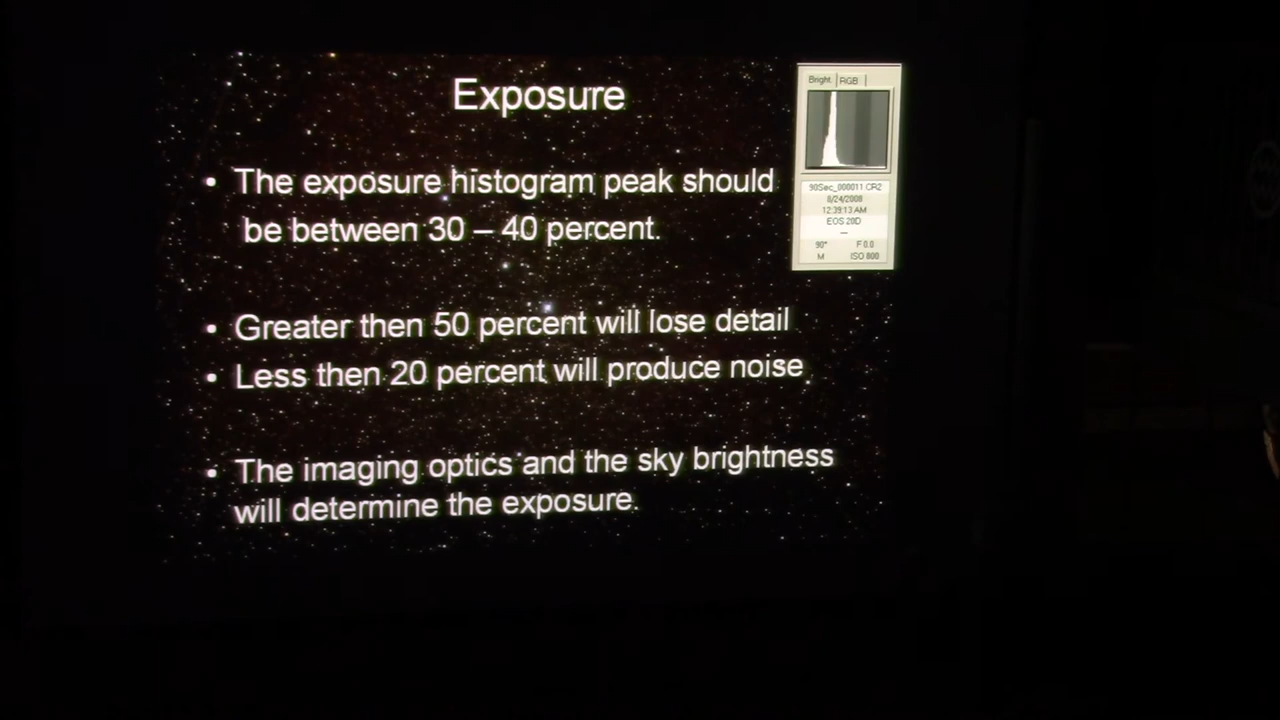 Exposure
• The exposure histogram peak should
be between 30 – 40 percent.
• Greater then 50 percent will lose detail
• Less then 20 percent will produce noise
• The imaging optics and the sky brightness
will determine the exposure.
Bright RGB
90Sec_000011.CR2
8/24/2008
12:39:13 AM
EOS 20D
—
90" F 0.0
M ISO 800